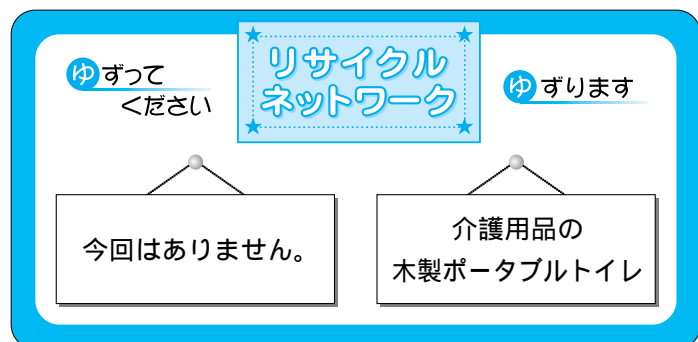 リサイクル
ネットワーク
ゆずって
ください
今回はありません。
ゆずります
介護用品の
木製ポータブルトイレ